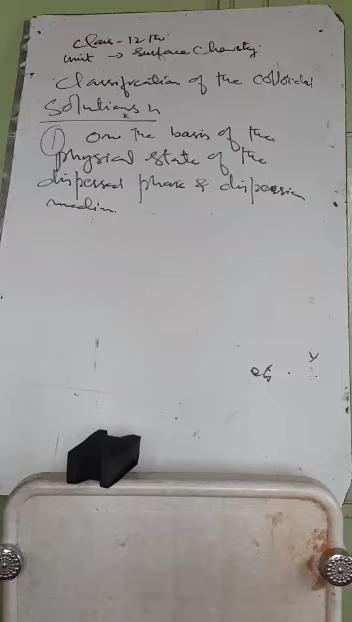 Class-12th
unit → Surface Chemistry
Classification of the colloidal
Solutions
① on the basis of the
physical state of the
dispersed phase & dispersion
medium